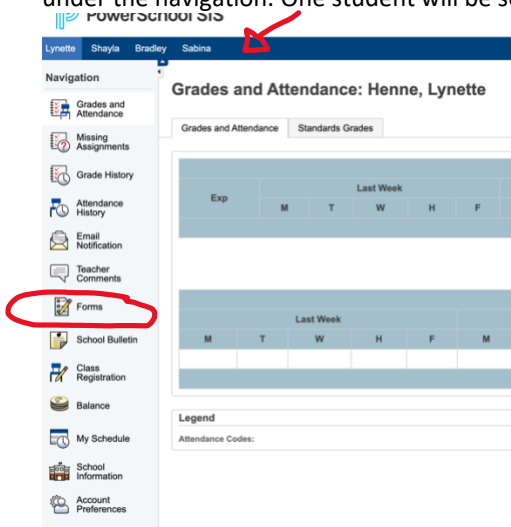 under the navigation. One student will be
PowerSchool SIS
Lynette Shayla Bradley Sabina
Navigation
Grades and Attendance: Henne, Lynette
Grades and Attendance
Grades and Attendance Standards Grades
Missing Assignments
Grade History
Exp Last Week
M T W H F
Attendance History
Email Notification
Teacher Comments
Forms
Last Week
School Bulletin
M T W H F M
Class Registration
Balance
Legend
My Schedule
Attendance Codes:
School Information
Account Preferences